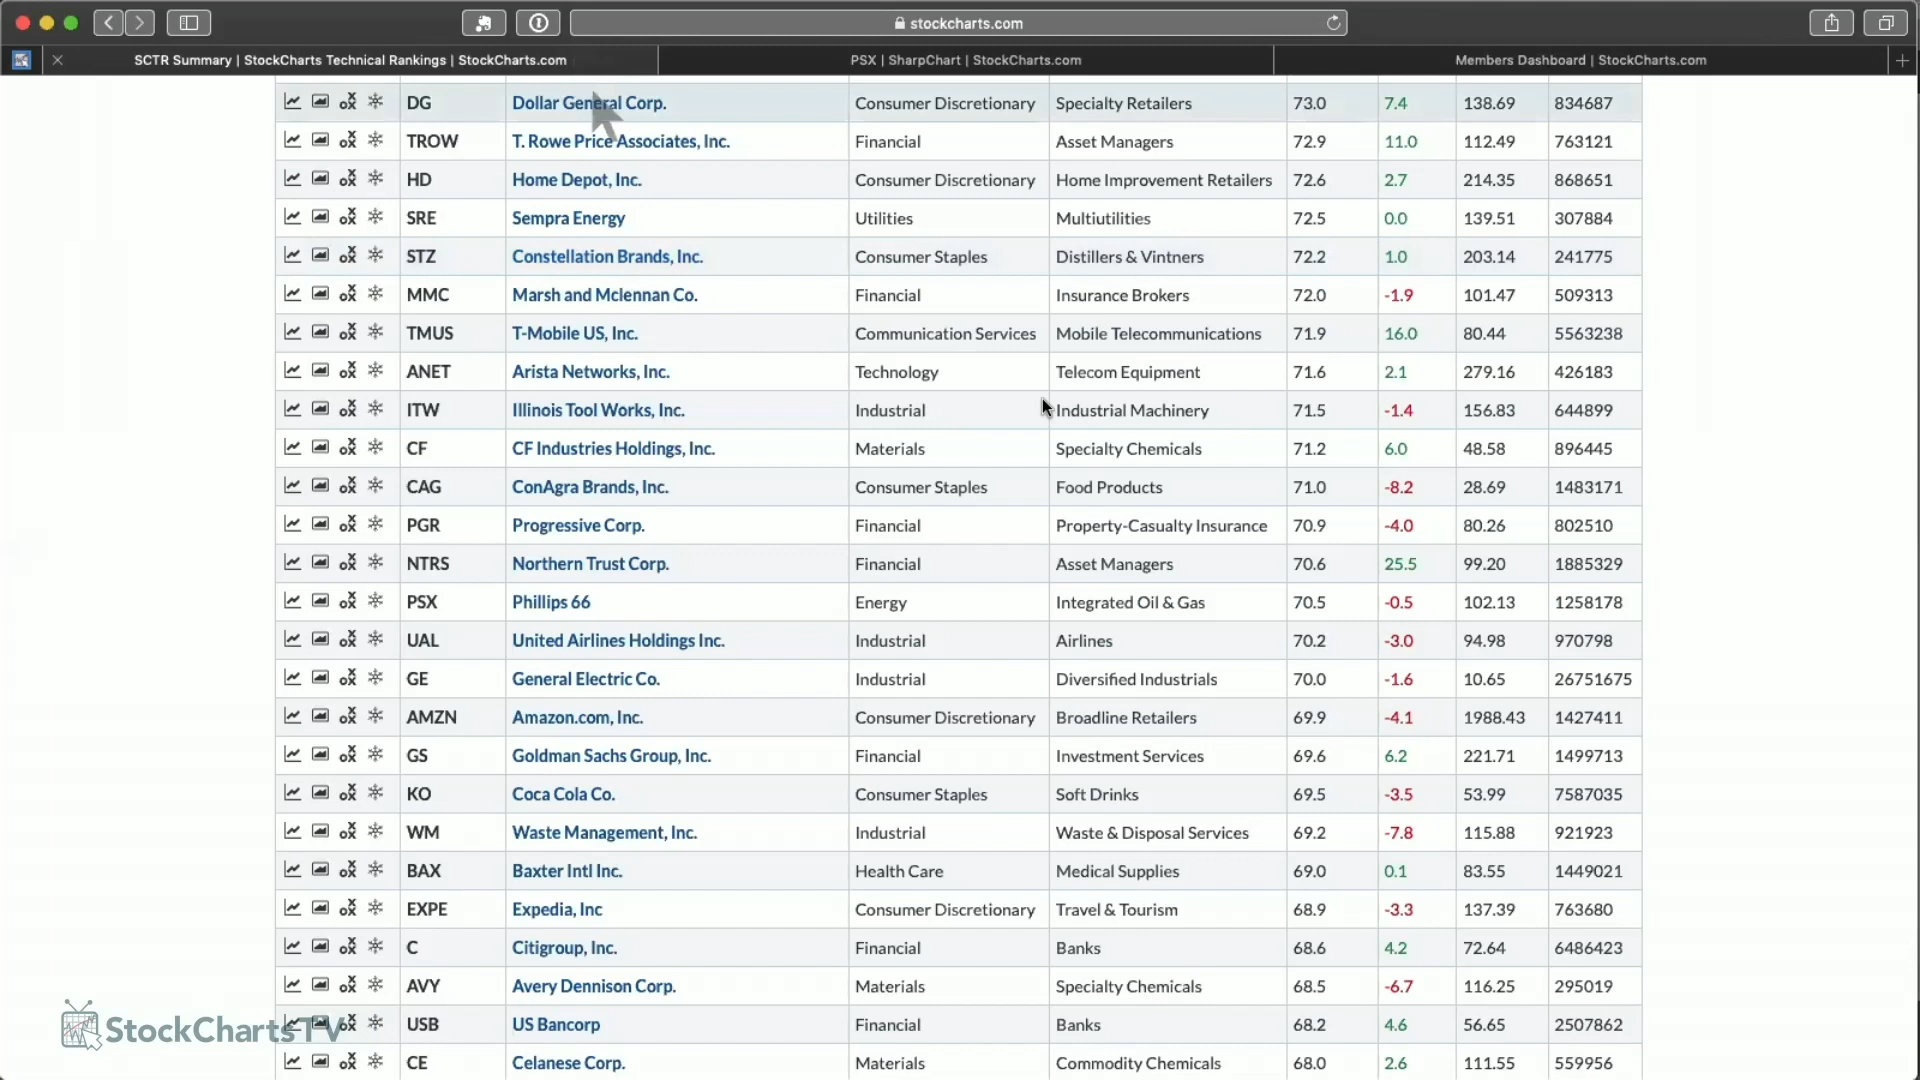 stockcharts.com
SCTR Summary | StockCharts Technical Rankings | StockCharts.com PSX | SharpChart | StockCharts.com Members Dashboard | StockCharts.com
DG Dollar General Corp. Consumer Discretionary Specialty Retailers 73.0 7.4 138.69 834687
TROW T. Rowe Price Associates, Inc. Financial Asset Managers 72.9 11.0 112.49 763121
HD Home Depot, Inc. Consumer Discretionary Home Improvement Retailers 72.6 2.7 214.35 868651
SRE Sempra Energy Utilities Multiutilities 72.5 0.0 139.51 307884
STZ Constellation Brands, Inc. Consumer Staples Distillers & Vintners 72.2 1.0 203.14 241775
MMC Marsh and Mclennan Co. Financial Insurance Brokers 72.0 -1.9 101.47 509313
TMUS T-Mobile US, Inc. Communication Services Mobile Telecommunications 71.9 16.0 80.44 5563238
ANET Arista Networks, Inc. Technology Telecom Equipment 71.6 2.1 279.16 426183
ITW Illinois Tool Works, Inc. Industrial Industrial Machinery 71.5 -1.4 156.83 644899
CF CF Industries Holdings, Inc. Materials Specialty Chemicals 71.2 6.0 48.58 896445
CAG ConAgra Brands, Inc. Consumer Staples Food Products 71.0 -8.2 28.69 1483171
PGR Progressive Corp. Financial Property-Casualty Insurance 70.9 -4.0 80.26 802510
NTRS Northern Trust Corp. Financial Asset Managers 70.6 25.5 99.20 1885329
PSX Phillips 66 Energy Integrated Oil & Gas 70.5 -0.5 102.13 1258178
UAL United Airlines Holdings Inc. Industrial Airlines 70.2 -3.0 94.98 970798
GE General Electric Co. Industrial Diversified Industrials 70.0 -1.6 10.65 26751675
AMZN Amazon.com, Inc. Consumer Discretionary Broadline Retailers 69.9 -4.1 1988.43 1427411
GS Goldman Sachs Group, Inc. Financial Investment Services 69.6 6.2 221.71 1499713
KO Coca Cola Co. Consumer Staples Soft Drinks 69.5 -3.5 53.99 7587035
WM Waste Management, Inc. Industrial Waste & Disposal Services 69.2 -7.8 115.88 921923
BAX Baxter Intl Inc. Health Care Medical Supplies 69.0 0.1 83.55 1449021
EXPE Expedia, Inc Consumer Discretionary Travel & Tourism 68.9 -3.3 137.39 763680
C Citigroup, Inc. Financial Banks 68.6 4.2 72.64 6486423
AVY Avery Dennison Corp. Materials Specialty Chemicals 68.5 -6.7 116.25 295019
USB US Bancorp Financial Banks 68.2 4.6 56.65 2507862
CE Celanese Corp. Materials Commodity Chemicals 68.0 2.6 111.55 559956
StockChartsTV